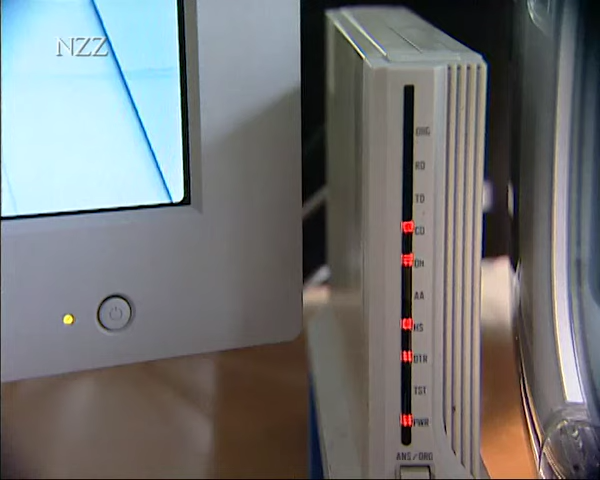 NZZ
ORG
RD
TD
CD
OH
AA
HS
DTR
TST
PWR
ANS/ORG